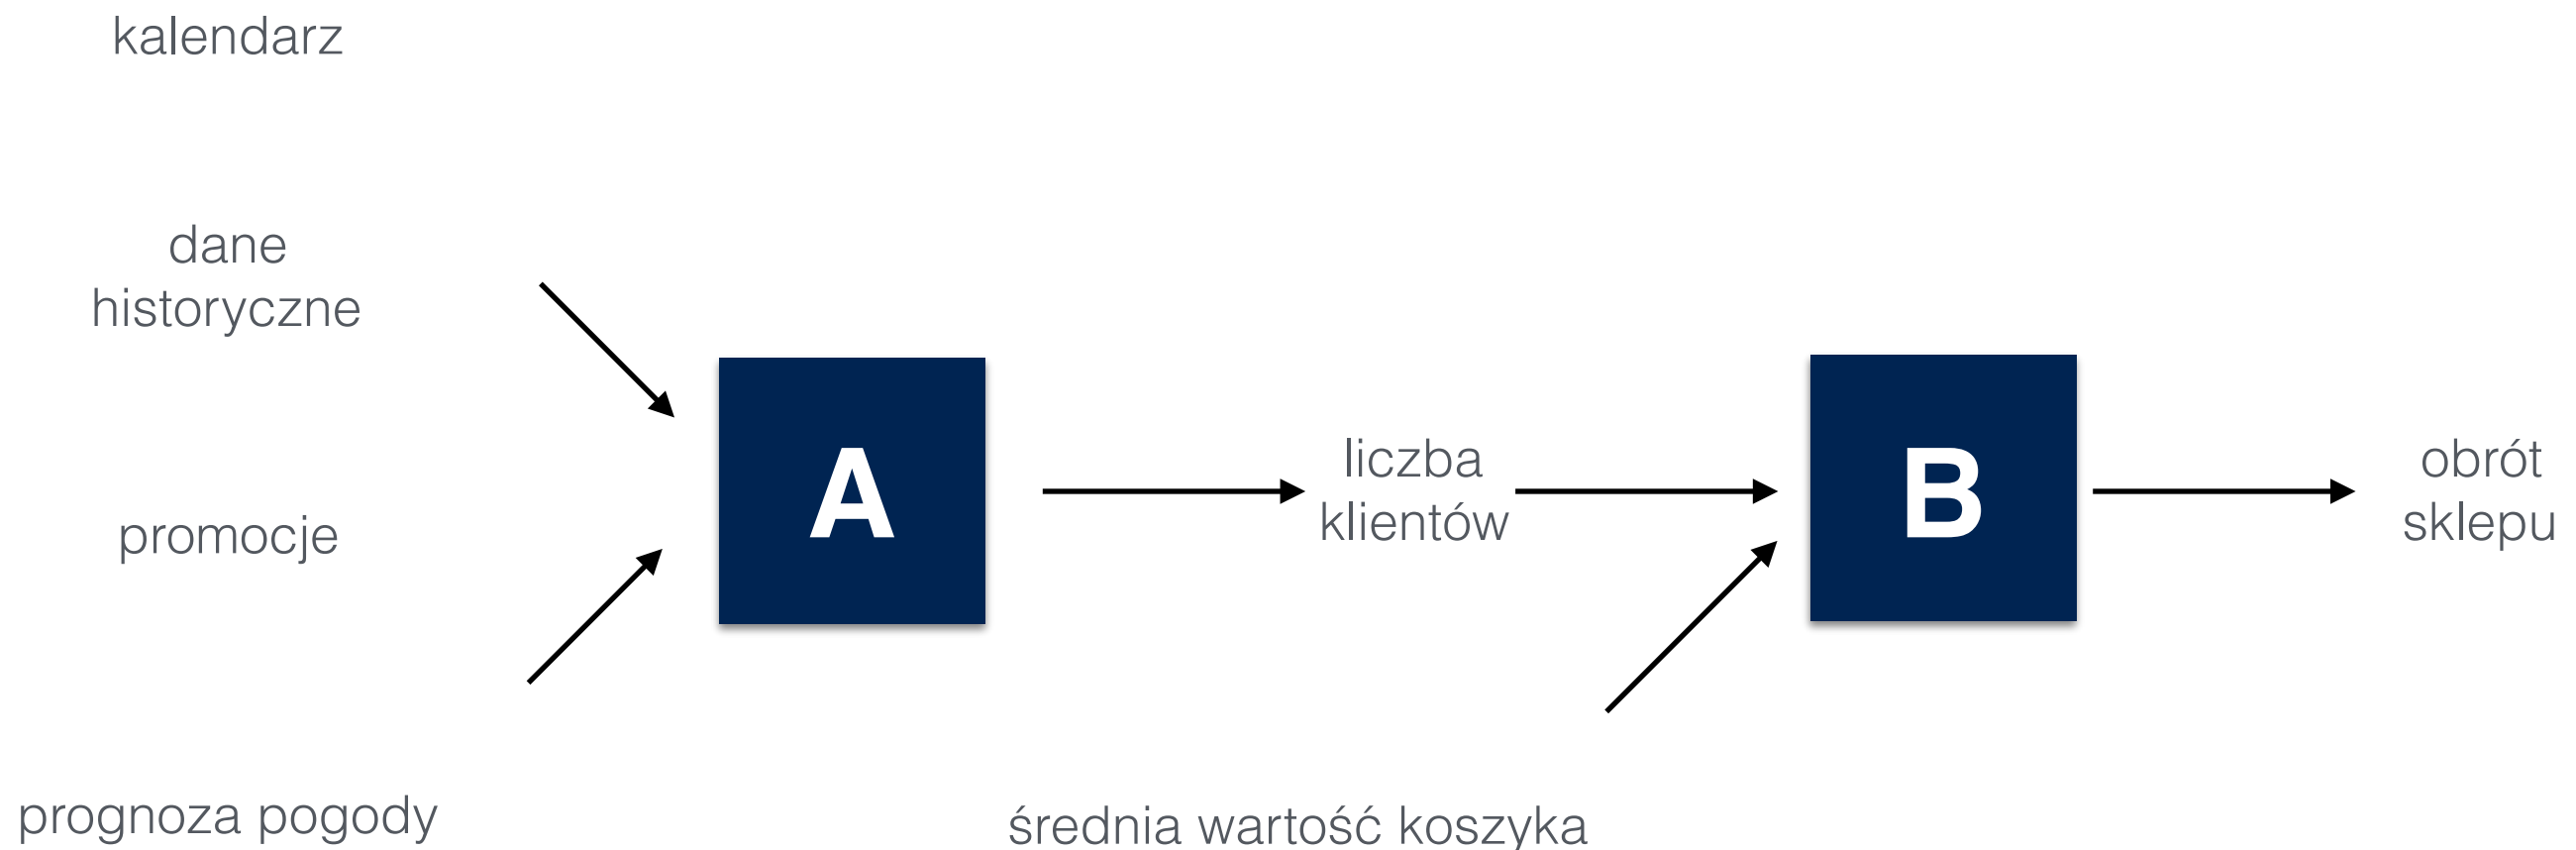 kalendarz
dane
historyczne
promocje
prognoza pogody
A
liczba
klientów
średnia wartość koszyka
B
obrót
sklepu